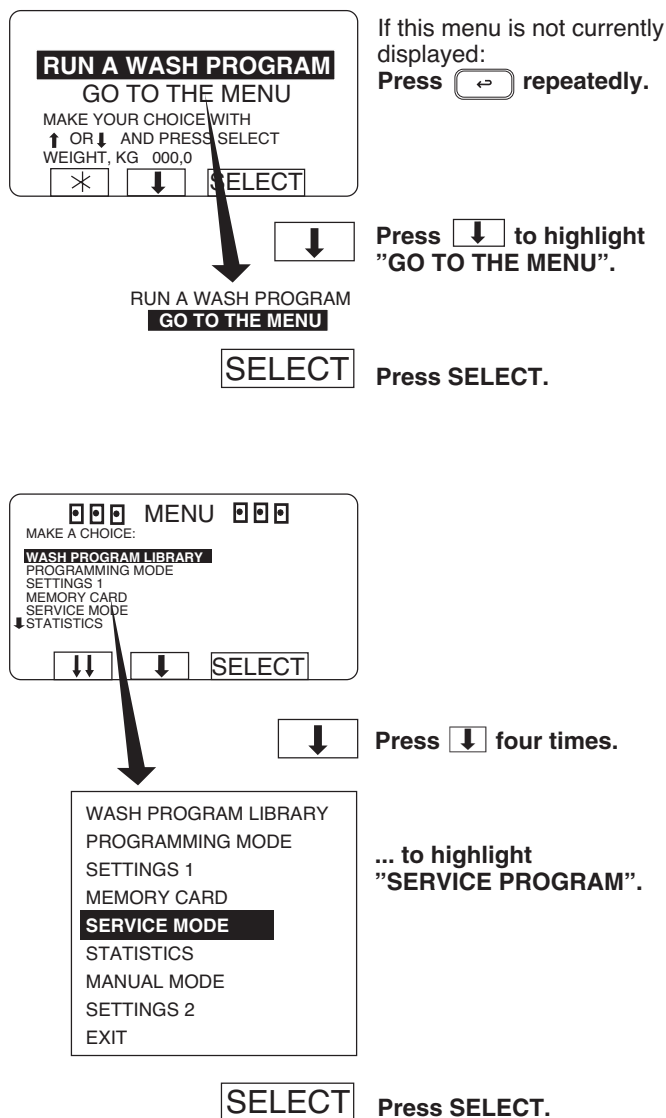 RUN A WASH PROGRAM
GO TO THE MENU
MAKE YOUR CHOICE WITH
↑ OR ↓ AND PRESS SELECT
WEIGHT, KG 000,0
SELECT
If this menu is not currently
displayed:
Press ↩ repeatedly.
Press ↓ to highlight
”GO TO THE MENU”.
RUN A WASH PROGRAM
GO TO THE MENU
SELECT
Press SELECT.
MENU
MAKE A CHOICE:
WASH PROGRAM LIBRARY
PROGRAMMING MODE
SETTINGS 1
MEMORY CARD
SERVICE MODE
↓ STATISTICS
SELECT
Press ↓ four times.
WASH PROGRAM LIBRARY
PROGRAMMING MODE
SETTINGS 1
MEMORY CARD
SERVICE MODE
STATISTICS
MANUAL MODE
SETTINGS 2
EXIT
... to highlight
”SERVICE PROGRAM”.
SELECT
Press SELECT.